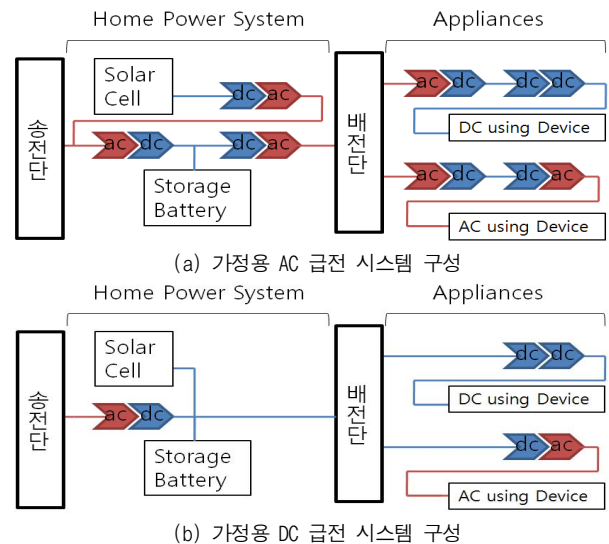 Home Power System
Appliances
송전단
Solar
Cell
dc ac
ac dc
dc ac
Storage
Battery
배전단
ac dc
dc dc
DC using Device
ac dc
dc ac
AC using Device
(a) 가정용 AC 급전 시스템 구성
Home Power System
Appliances
송전단
Solar
Cell
ac dc
Storage
Battery
배전단
dc dc
DC using Device
dc ac
AC using Device
(b) 가정용 DC 급전 시스템 구성